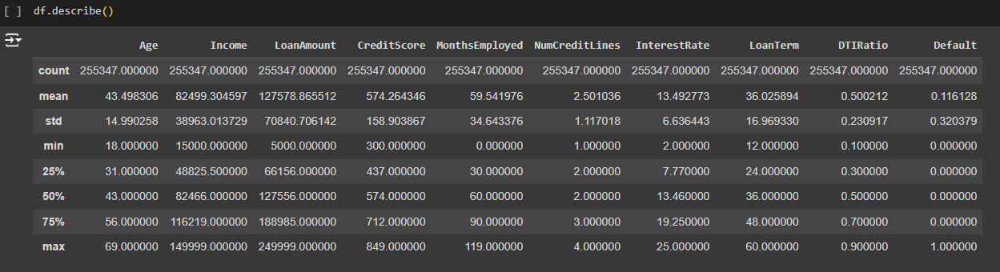 [ ] df.describe()
Age Income LoanAmount CreditScore MonthsEmployed NumCreditLines InterestRate LoanTerm DTIRatio Default
count 255347.000000 255347.000000 255347.000000 255347.000000 255347.000000 255347.000000 255347.000000 255347.000000 255347.000000 255347.000000
mean 43.498306 82499.304597 127578.865512 574.264346 59.541976 2.501036 13.492773 36.025894 0.500212 0.116128
std 14.990258 38963.013729 70840.706142 158.903867 34.643376 1.117018 6.636443 16.969330 0.230917 0.320379
min 18.000000 15000.000000 5000.000000 300.000000 0.000000 1.000000 2.000000 12.000000 0.100000 0.000000
25% 31.000000 48825.500000 66156.000000 437.000000 30.000000 2.000000 7.770000 24.000000 0.300000 0.000000
50% 43.000000 82466.000000 127556.000000 574.000000 60.000000 2.000000 13.460000 36.000000 0.500000 0.000000
75% 56.000000 116219.000000 188985.000000 712.000000 90.000000 3.000000 19.250000 48.000000 0.700000 0.000000
max 69.000000 149999.000000 249999.000000 849.000000 119.000000 4.000000 25.000000 60.000000 0.900000 1.000000